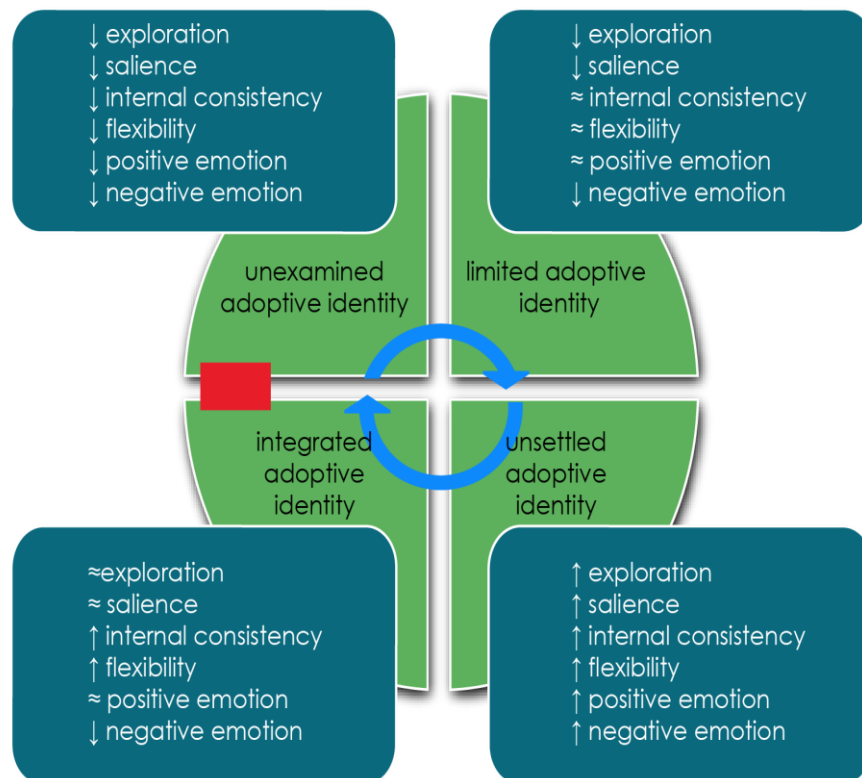 ↓ exploration
↓ salience
↓ internal consistency
↓ flexibility
↓ positive emotion
↓ negative emotion
↓ exploration
↓ salience
≈ internal consistency
≈ flexibility
≈ positive emotion
↓ negative emotion
unexamined
adoptive identity
limited adoptive
identity
integrated
adoptive
identity
unsettled
adoptive
identity
≈exploration
≈ salience
↑ internal consistency
↑ flexibility
≈ positive emotion
↓ negative emotion
↑ exploration
↑ salience
↑ internal consistency
↑ flexibility
↑ positive emotion
↑ negative emotion